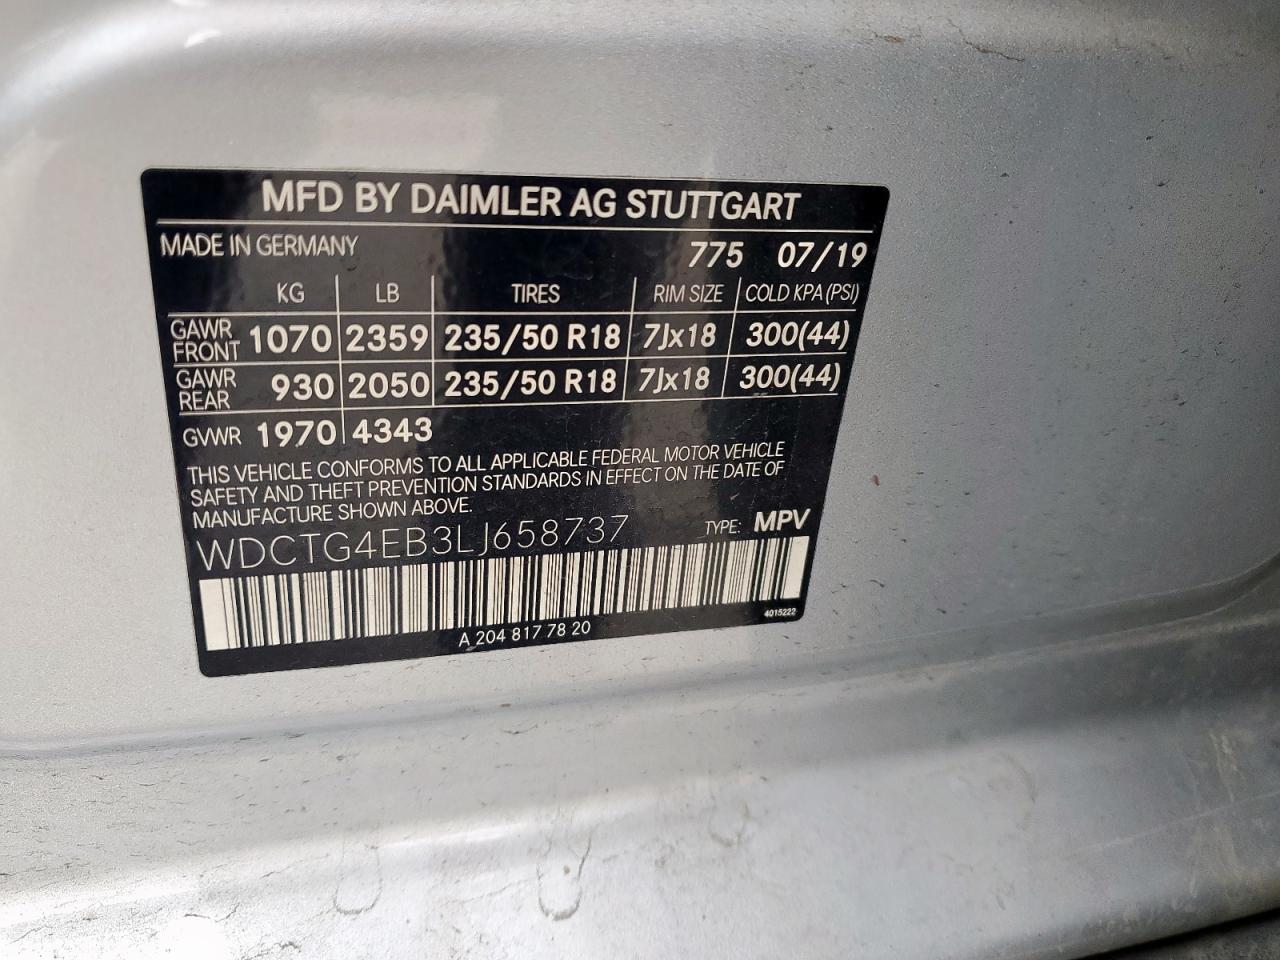 MFD BY DAIMLER AG STUTTGART
MADE IN GERMANY 775 07/19
KG LB TIRES RIM SIZE COLD KPA (PSI)
GAWR FRONT 1070 2359 235/50 R18 7Jx18 300(44)
GAWR REAR 930 2050 235/50 R18 7Jx18 300(44)
GVWR 1970 4343
THIS VEHICLE CONFORMS TO ALL APPLICABLE FEDERAL MOTOR VEHICLE
SAFETY AND THEFT PREVENTION STANDARDS IN EFFECT ON THE DATE OF
MANUFACTURE SHOWN ABOVE.
WDCTG4EB3LJ658737 TYPE: MPV
A 204 817 78 20 4015222